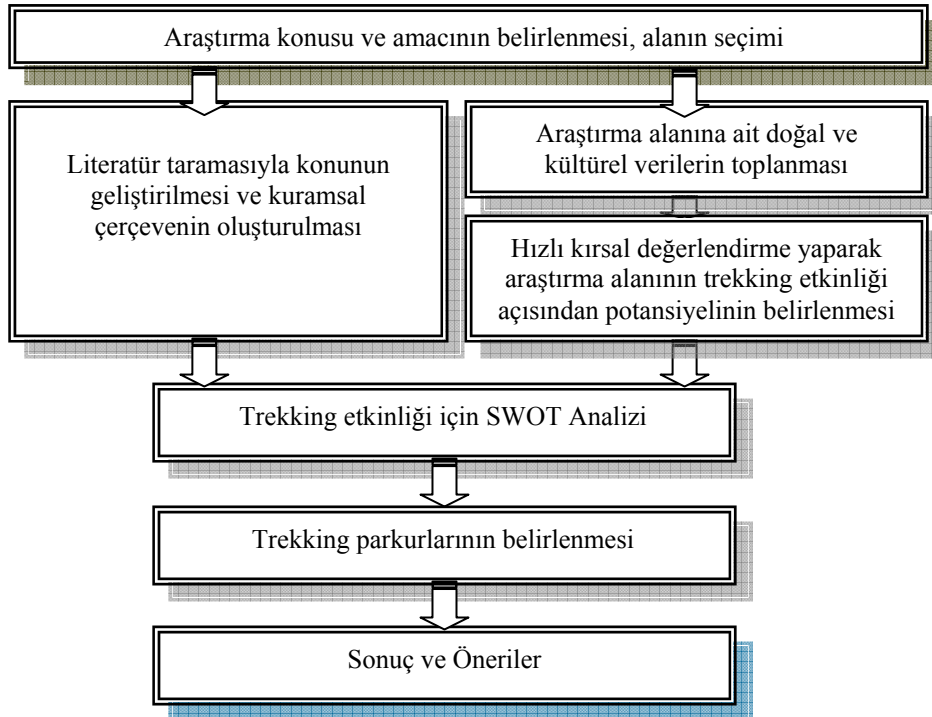 Araştırma konusu ve amacının belirlenmesi, alanın seçimi
Literatür taramasıyla konunun
geliştirilmesi ve kuramsal
çerçevenin oluşturulması
Araştırma alanına ait doğal ve
kültürel verilerin toplanması
Hızlı kırsal değerlendirme yaparak
araştırma alanının trekking etkinliği
açısından potansiyelinin belirlenmesi
Trekking etkinliği için SWOT Analizi
Trekking parkurlarının belirlenmesi
Sonuç ve Öneriler